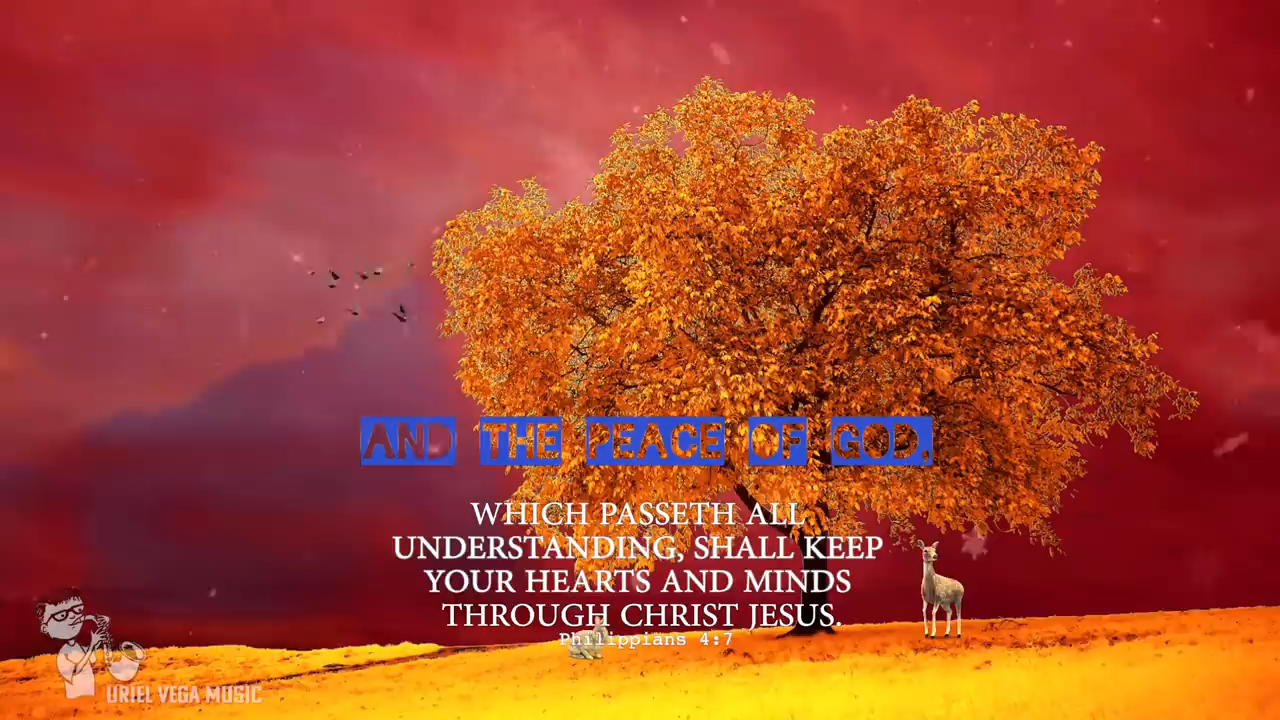 AND THE PEACE OF GOD,
WHICH PASSETH ALL
UNDERSTANDING, SHALL KEEP
YOUR HEARTS AND MINDS
THROUGH CHRIST JESUS.
Philippians 4:7
URIEL VEGA MUSIC